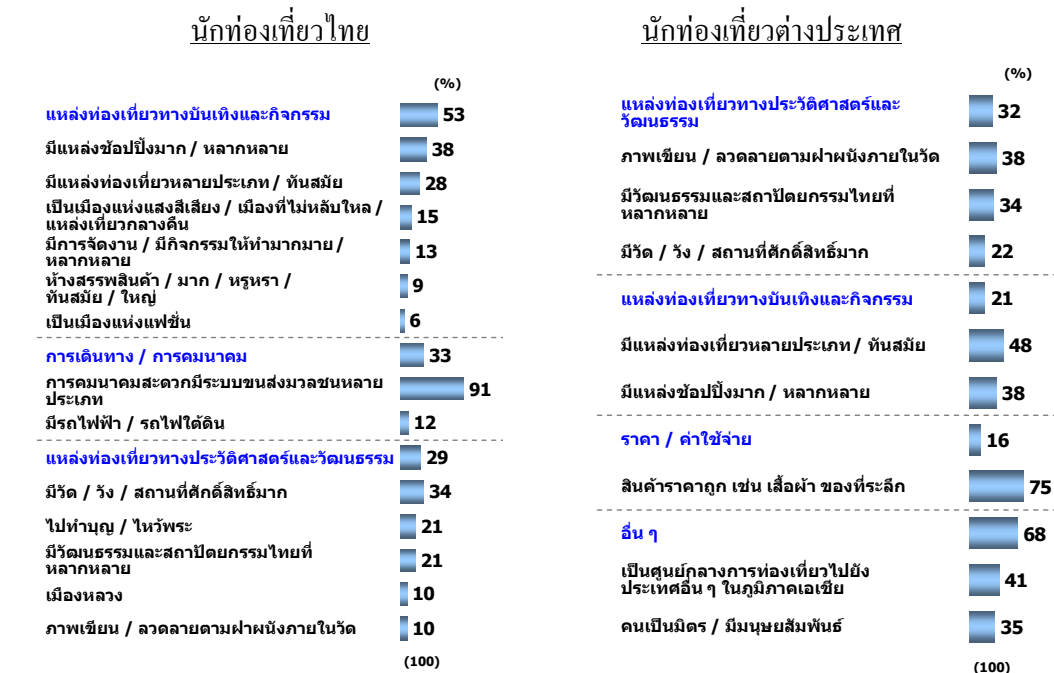 นักท่องเที่ยวไทย
(%)
แหล่งท่องเที่ยวทางบันเทิงและกิจกรรม 53
มีแหล่งช้อปปิ้งมาก / หลากหลาย 38
มีแหล่งท่องเที่ยวหลายประเภท / ทันสมัย 28
เป็นเมืองแห่งแสงสีเสียง / เมืองที่ไม่หลับใหล /
แหล่งเที่ยวกลางคืน 15
มีการจัดงาน / มีกิจกรรมให้ทำมากมาย /
หลากหลาย 13
ห้างสรรพสินค้า / มาก / หรูหรา /
ทันสมัย / ใหญ่ 9
เป็นเมืองแห่งแฟชั่น 6
การเดินทาง / การคมนาคม 33
การคมนาคมสะดวกมีระบบขนส่งมวลชนหลาย
ประเภท 91
มีรถไฟฟ้า / รถไฟใต้ดิน 12
แหล่งท่องเที่ยวทางประวัติศาสตร์และวัฒนธรรม 29
มีวัด / วัง / สถานที่ศักดิ์สิทธิ์มาก 34
ไปทำบุญ / ไหว้พระ 21
มีวัฒนธรรมและสถาปัตยกรรมไทยที่
หลากหลาย 21
เมืองหลวง 10
ภาพเขียน / ลวดลายตามฝาผนังภายในวัด 10
(100)
นักท่องเที่ยวต่างประเทศ
(%)
แหล่งท่องเที่ยวทางประวัติศาสตร์และ
วัฒนธรรม 32
ภาพเขียน / ลวดลายตามฝาผนังภายในวัด 38
มีวัฒนธรรมและสถาปัตยกรรมไทยที่
หลากหลาย 34
มีวัด / วัง / สถานที่ศักดิ์สิทธิ์มาก 22
แหล่งท่องเที่ยวทางบันเทิงและกิจกรรม 21
มีแหล่งท่องเที่ยวหลายประเภท / ทันสมัย 48
มีแหล่งช้อปปิ้งมาก / หลากหลาย 38
ราคา / ค่าใช้จ่าย 16
สินค้าราคาถูก เช่น เสื้อผ้า ของที่ระลึก 75
อื่น ๆ 68
เป็นศูนย์กลางการท่องเที่ยวไปยัง
ประเทศอื่น ๆ ในภูมิภาคเอเชีย 41
คนเป็นมิตร / มีมนุษยสัมพันธ์ 35
(100)